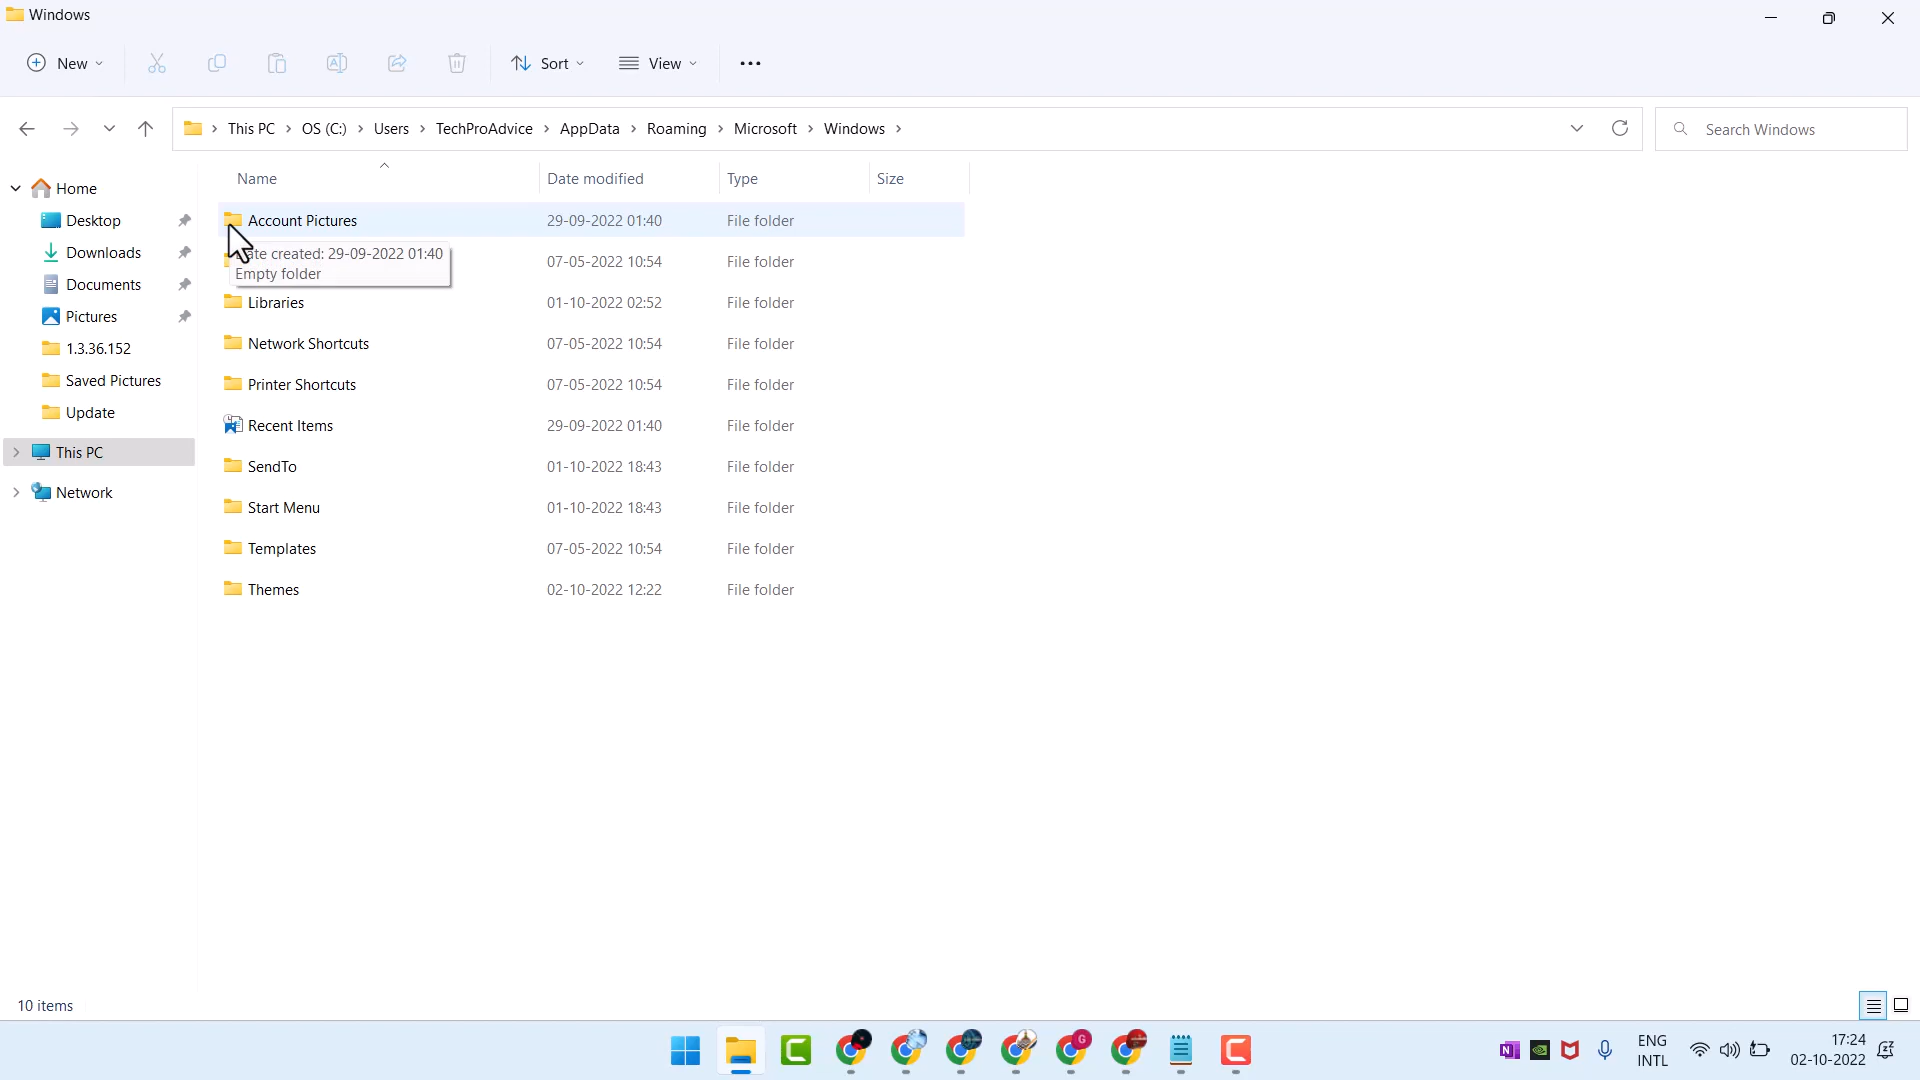 Windows
New
Sort
View
This PC > OS (C:) > Users > TechProAdvice > AppData > Roaming > Microsoft > Windows >
Search Windows
Home
Desktop
Downloads
Documents
Pictures
1.3.36.152
Saved Pictures
Update
This PC
Network
Name Date modified Type Size
Account Pictures 29-09-2022 01:40 File folder
created: 29-09-2022 01:40
Empty folder
07-05-2022 10:54 File folder
Libraries 01-10-2022 02:52 File folder
Network Shortcuts 07-05-2022 10:54 File folder
Printer Shortcuts 07-05-2022 10:54 File folder
Recent Items 29-09-2022 01:40 File folder
SendTo 01-10-2022 18:43 File folder
Start Menu 01-10-2022 18:43 File folder
Templates 07-05-2022 10:54 File folder
Themes 02-10-2022 12:22 File folder
10 items
G
ENG
INTL
17:24
02-10-2022